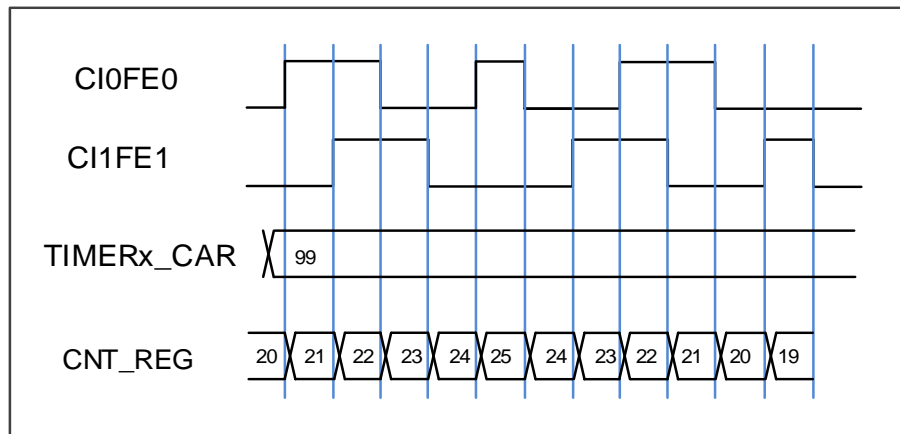 CI0FE0
CI1FE1
TIMERx_CAR 99
CNT_REG 20 21 22 23 24 25 24 23 22 21 20 19